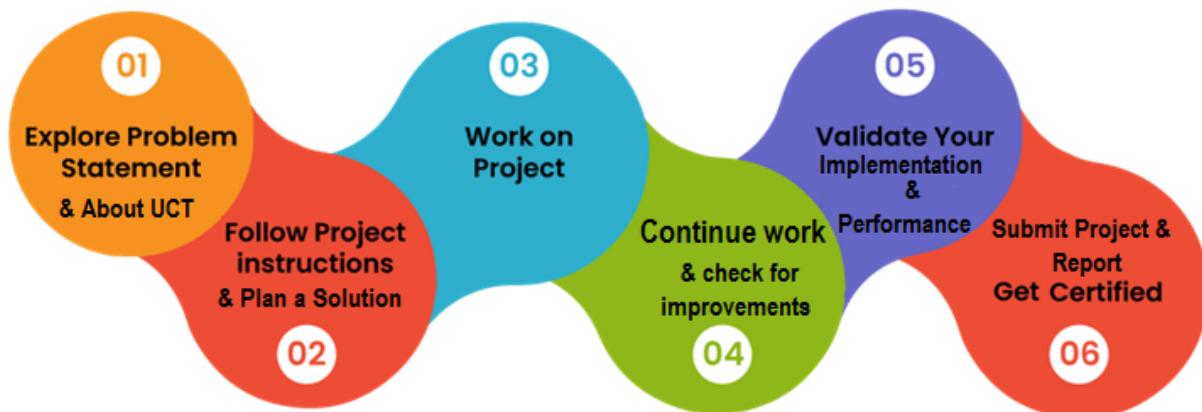 01
Explore Problem
Statement
& About UCT
Follow Project
instructions
& Plan a Solution
02
03
Work on
Project
Continue work
& check for
improvements
04
05
Validate Your
Implementation
&
Performance
Submit Project &
Report
Get Certified
06